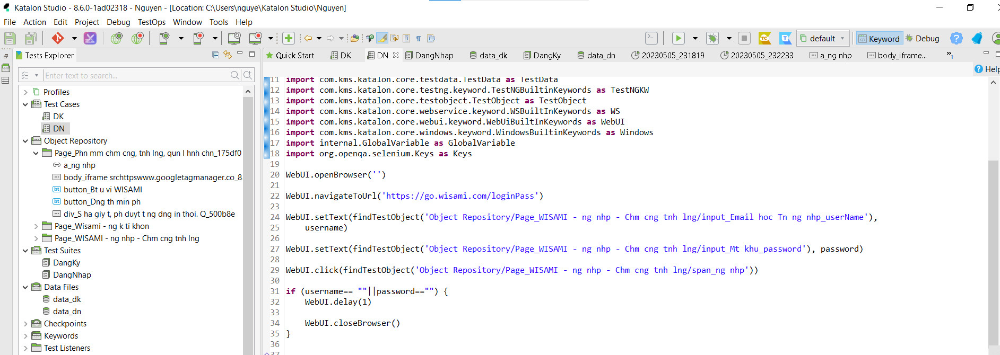 Katalon Studio - 8.6.0-1ad02318 - Nguyen - [Location: C:\Users\nguye\Katalon Studio\Nguyen]
File Action Edit Project Debug TestOps Window Tools Help
default Keyword Debug
Tests Explorer
Quick Start DK DN DangNhap data_dk DangKy data_dn 20230505_231819 20230505_232233 a_ng nhp body_iframe... »1
Help
Enter text to search...
Profiles
Test Cases
DK
DN
Object Repository
Page_Phn mm chm cng, tnh lng, qun l hnh chn_175df0
a_ng nhp
body_iframe srchttpswww.googletagmanager.co_8
button_Bt u vi WISAMI
button_Dng th min ph
div_S ha giy t, ph duyt t ng dng in thoi. Q_500b8e
Page_Wisami - ng k ti khon
Page_WISAMI - ng nhp - Chm cng tnh lng
Test Suites
DangKy
DangNhap
Data Files
data_dk
data_dn
Checkpoints
Keywords
Test Listeners
11 import com.kms.katalon.core.testdata.TestData as TestData
12 import com.kms.katalon.core.testng.keyword.TestNGBuiltinKeywords as TestNGKW
13 import com.kms.katalon.core.testobject.TestObject as TestObject
14 import com.kms.katalon.core.webservice.keyword.WSBuiltInKeywords as WS
15 import com.kms.katalon.core.webui.keyword.WebUiBuiltInKeywords as WebUI
16 import com.kms.katalon.core.windows.keyword.WindowsBuiltinKeywords as Windows
17 import internal.GlobalVariable as GlobalVariable
18 import org.openqa.selenium.Keys as Keys
19
20 WebUI.openBrowser('')
21
22 WebUI.navigateToUrl('https://go.wisami.com/loginPass')
23
24 WebUI.setText(findTestObject('Object Repository/Page_WISAMI - ng nhp - Chm cng tnh lng/input_Email hoc Tn ng nhp_userName'),
25 username)
26
27 WebUI.setText(findTestObject('Object Repository/Page_WISAMI - ng nhp - Chm cng tnh lng/input_Mt khu_password'), password)
28
29 WebUI.click(findTestObject('Object Repository/Page_WISAMI - ng nhp - Chm cng tnh lng/span_ng nhp'))
30
31 if (username== ""||password=="") {
32 WebUI.delay(1)
33
34 WebUI.closeBrowser()
35 }
36
37